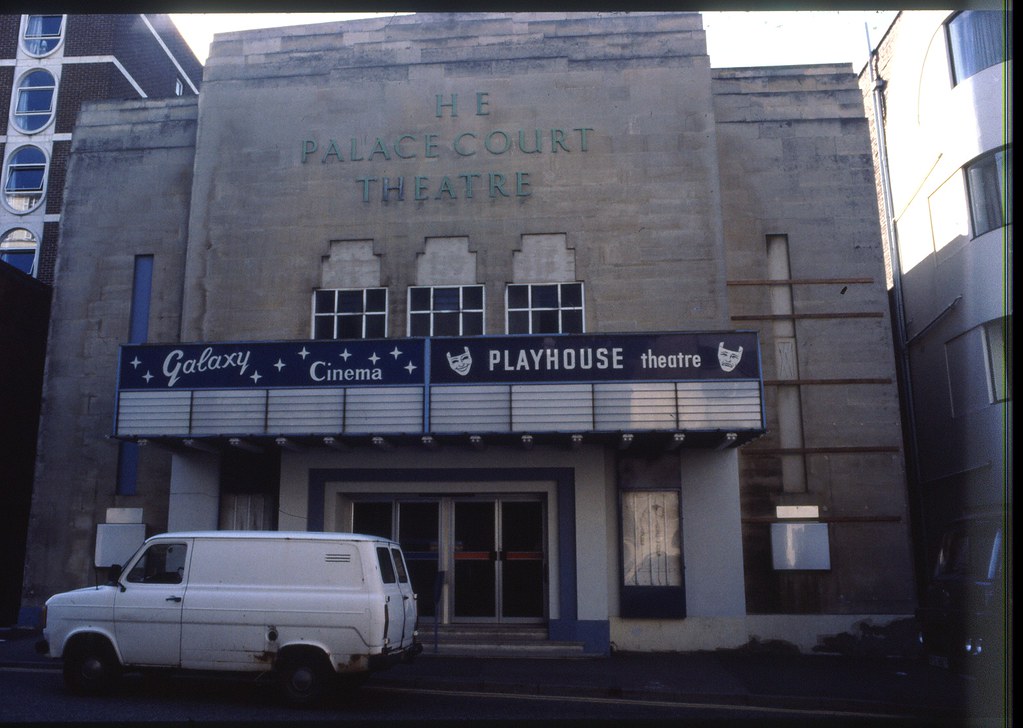 HE
PALACE COURT
THEATRE
Galaxy
Cinema
PLAYHOUSE theatre